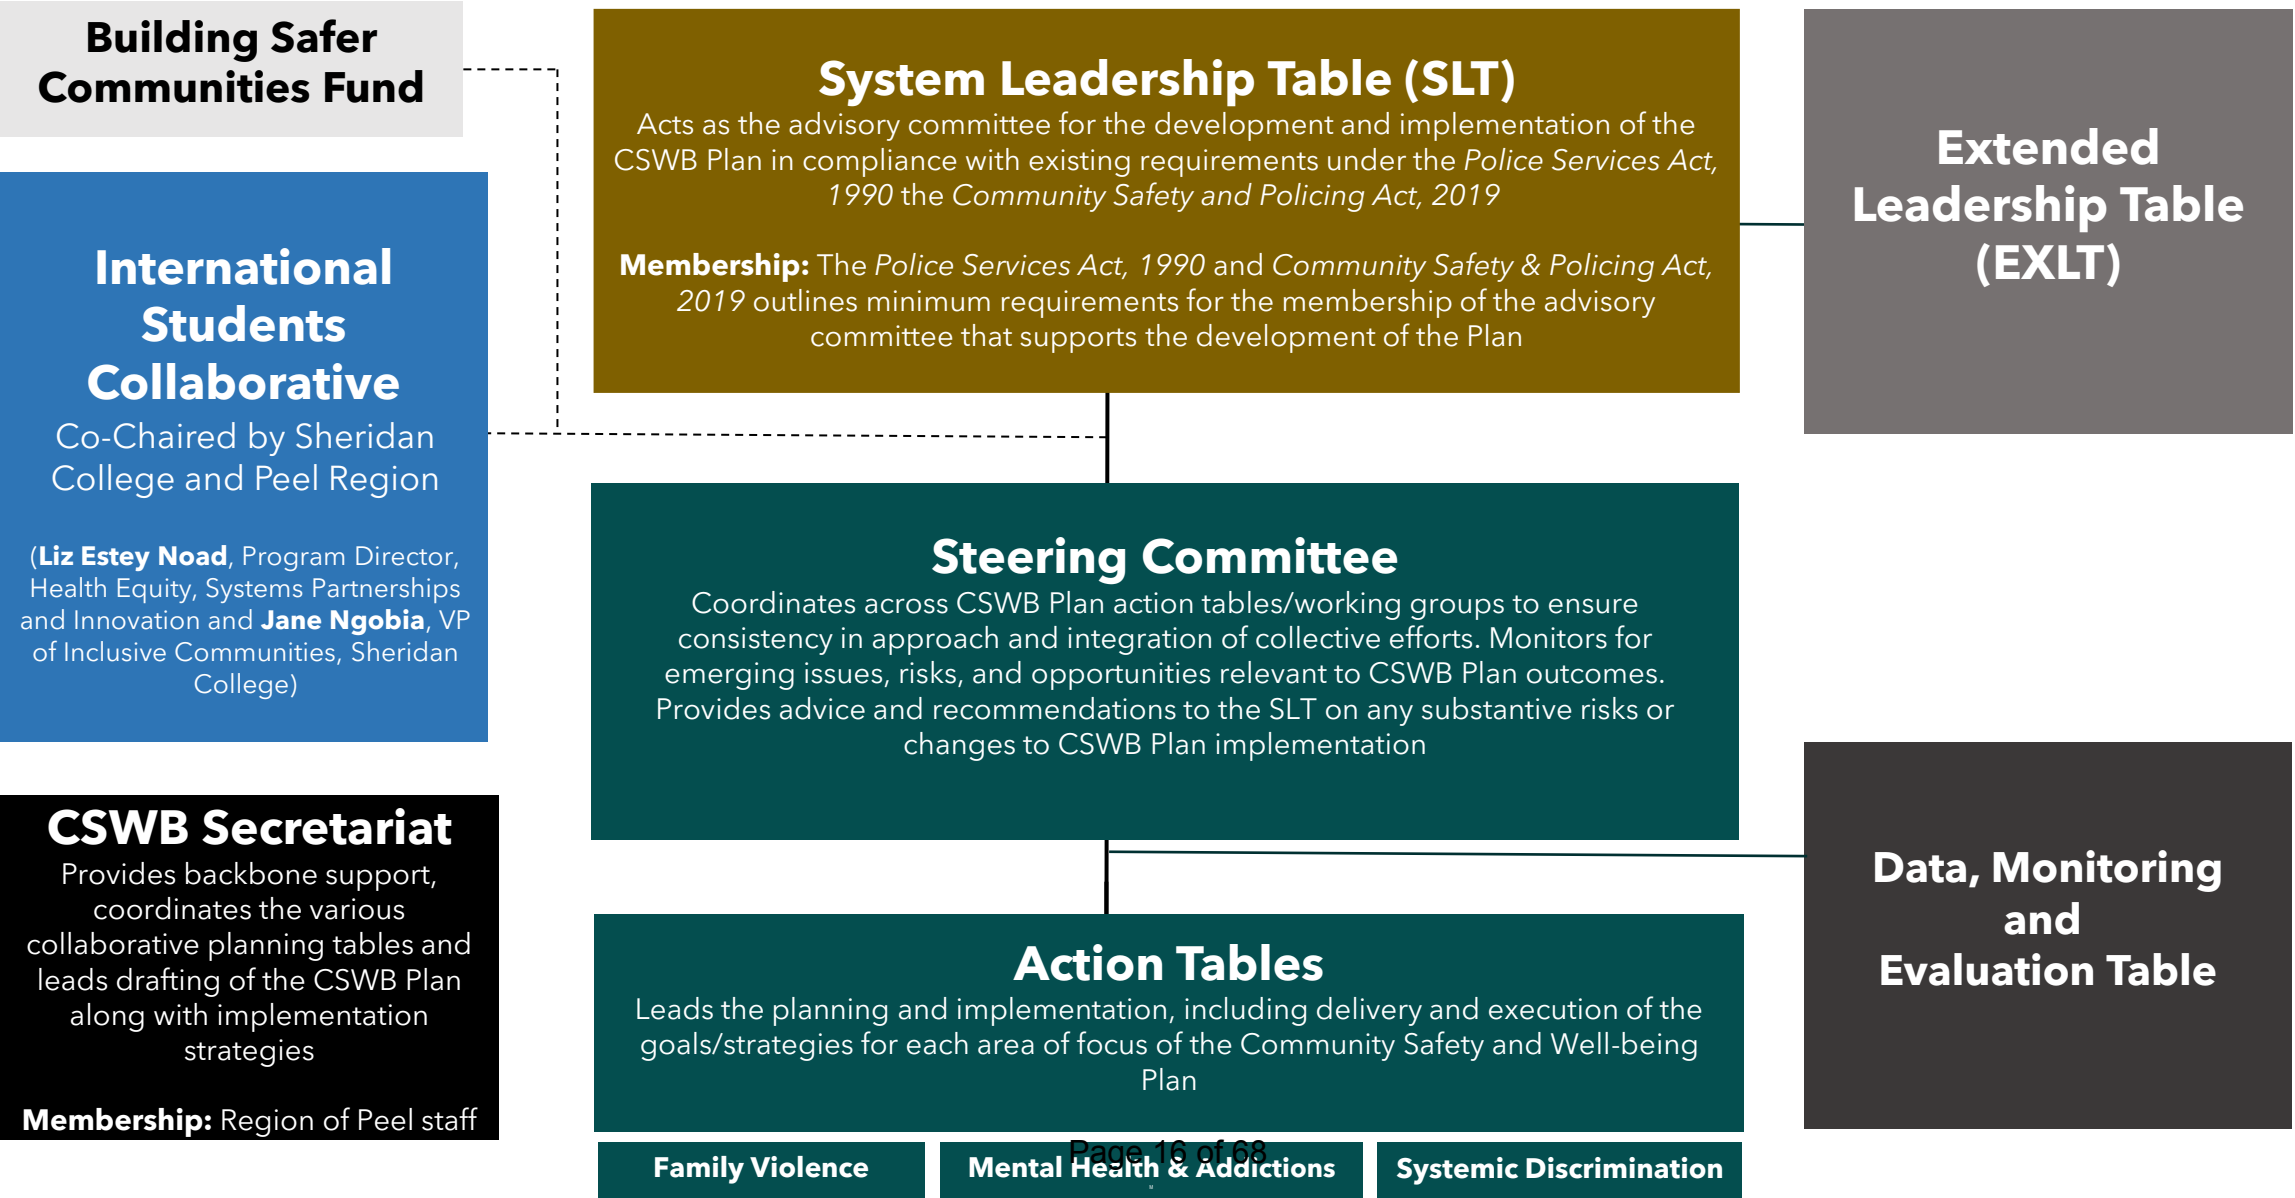 Building Safer
Communities Fund
System Leadership Table (SLT)
Acts as the advisory committee for the development and implementation of the
CSWB Plan in compliance with existing requirements under the Police Services Act,
1990 the Community Safety and Policing Act, 2019
Membership: The Police Services Act, 1990 and Community Safety & Policing Act,
2019 outlines minimum requirements for the membership of the advisory
committee that supports the development of the Plan
Extended
Leadership Table
(EXLT)
International
Students
Collaborative
Co-Chaired by Sheridan
College and Peel Region
(Liz Estey Noad, Program Director,
Health Equity, Systems Partnerships
and Innovation and Jane Ngobia, VP
of Inclusive Communities, Sheridan
College)
Steering Committee
Coordinates across CSWB Plan action tables/working groups to ensure
consistency in approach and integration of collective efforts. Monitors for
emerging issues, risks, and opportunities relevant to CSWB Plan outcomes.
Provides advice and recommendations to the SLT on any substantive risks or
changes to CSWB Plan implementation
CSWB Secretariat
Provides backbone support,
coordinates the various
collaborative planning tables and
leads drafting of the CSWB Plan
along with implementation
strategies
Membership: Region of Peel staff
Data, Monitoring
and
Evaluation Table
Action Tables
Leads the planning and implementation, including delivery and execution of the
goals/strategies for each area of focus of the Community Safety and Well-being
Plan
Page 16 of 68
Family Violence
Mental Health & Addictions
Systemic Discrimination